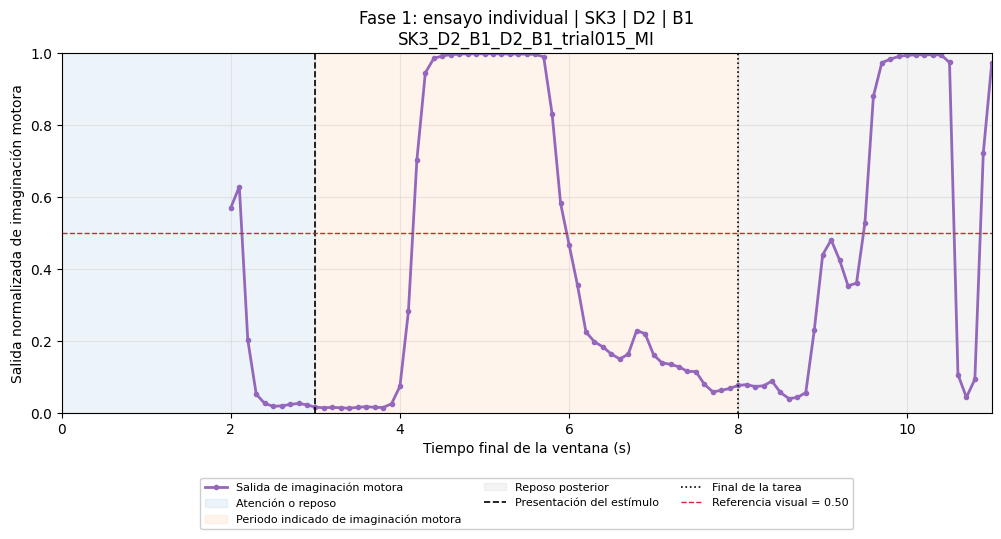 Fase 1: ensayo individual | SK3 | D2 | B1
SK3_D2_B1_D2_B1_trial015_MI
Salida normalizada de imaginación motora
1.0
0.8
0.6
0.4
0.2
0.0
0 2 4 6 8 10
Tiempo final de la ventana (s)
Salida de imaginación motora
Atención o reposo
Periodo indicado de imaginación motora
Reposo posterior
Presentación del estímulo
Final de la tarea
Referencia visual = 0.50